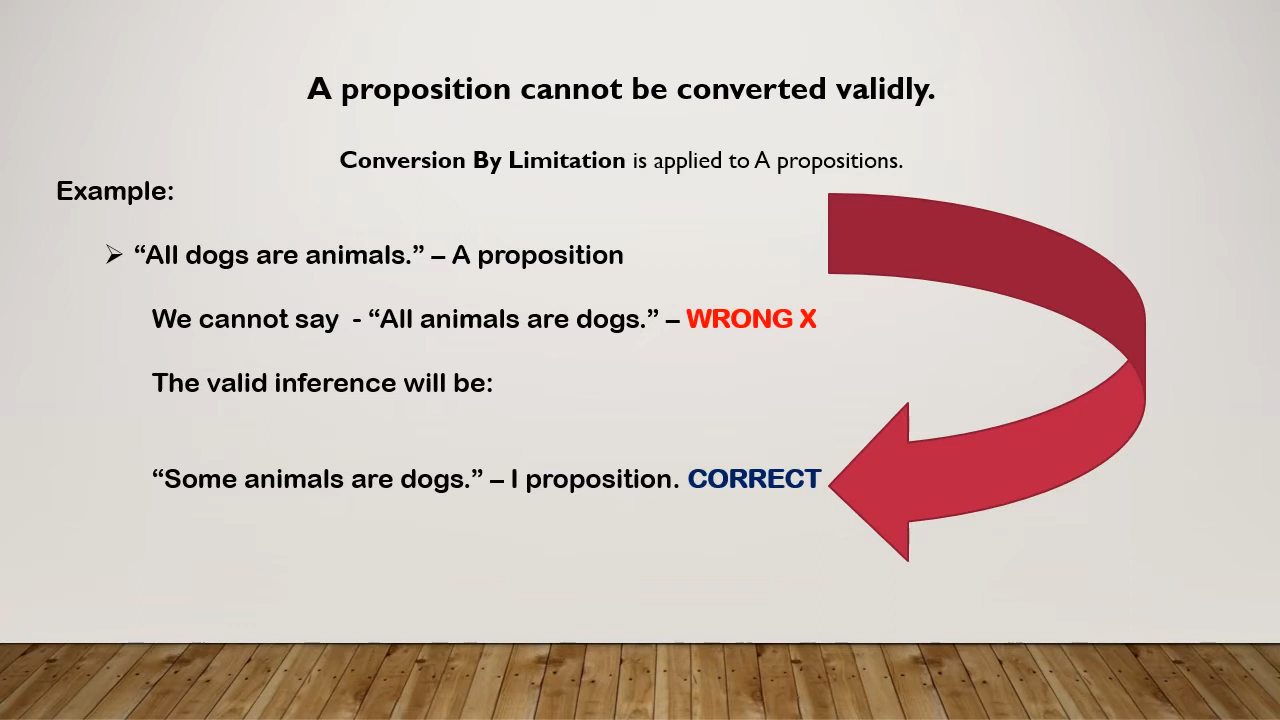 A proposition cannot be converted validly.
Conversion By Limitation is applied to A propositions.
Example:
➢ “All dogs are animals.” – A proposition
We cannot say - “All animals are dogs.” – WRONG X
The valid inference will be:
“Some animals are dogs.” – I proposition. CORRECT